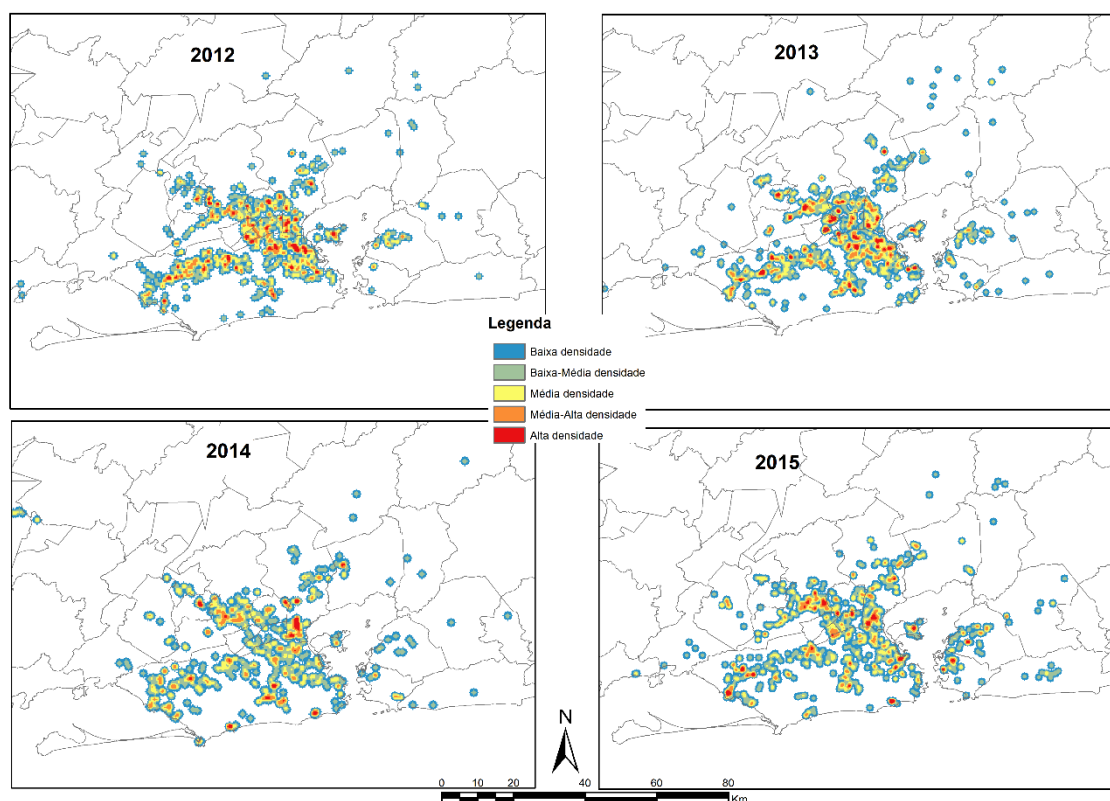 2012
2013
Legenda
Baixa densidade
Baixa-Média densidade
Média densidade
Média-Alta densidade
Alta densidade
2014
2015
N
0 10 20 40 60 80
Km